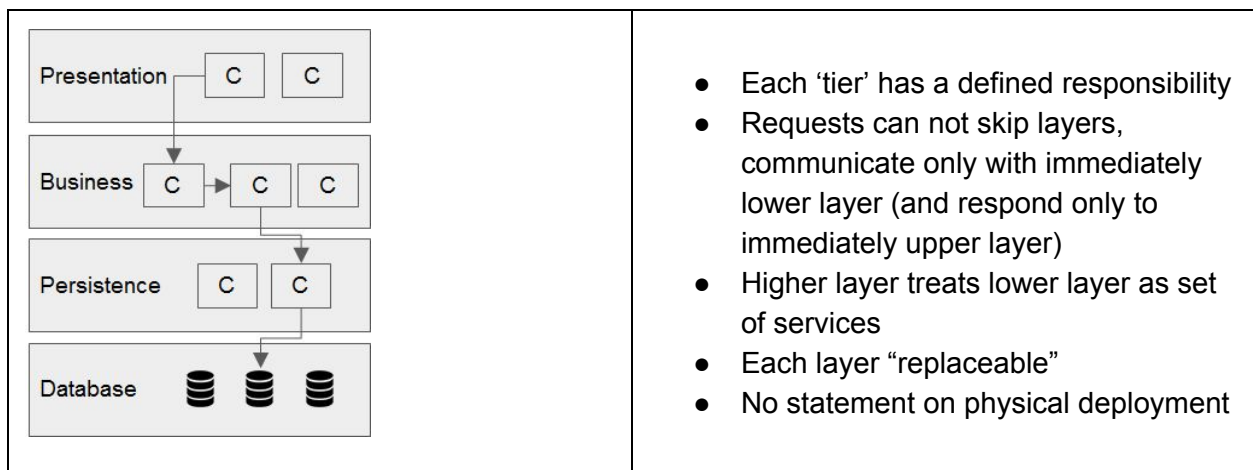 Presentation C C
Business C C C
Persistence C C
Database
● Each ‘tier’ has a defined responsibility
● Requests can not skip layers,
communicate only with immediately
lower layer (and respond only to
immediately upper layer)
● Higher layer treats lower layer as set
of services
● Each layer “replaceable”
● No statement on physical deployment